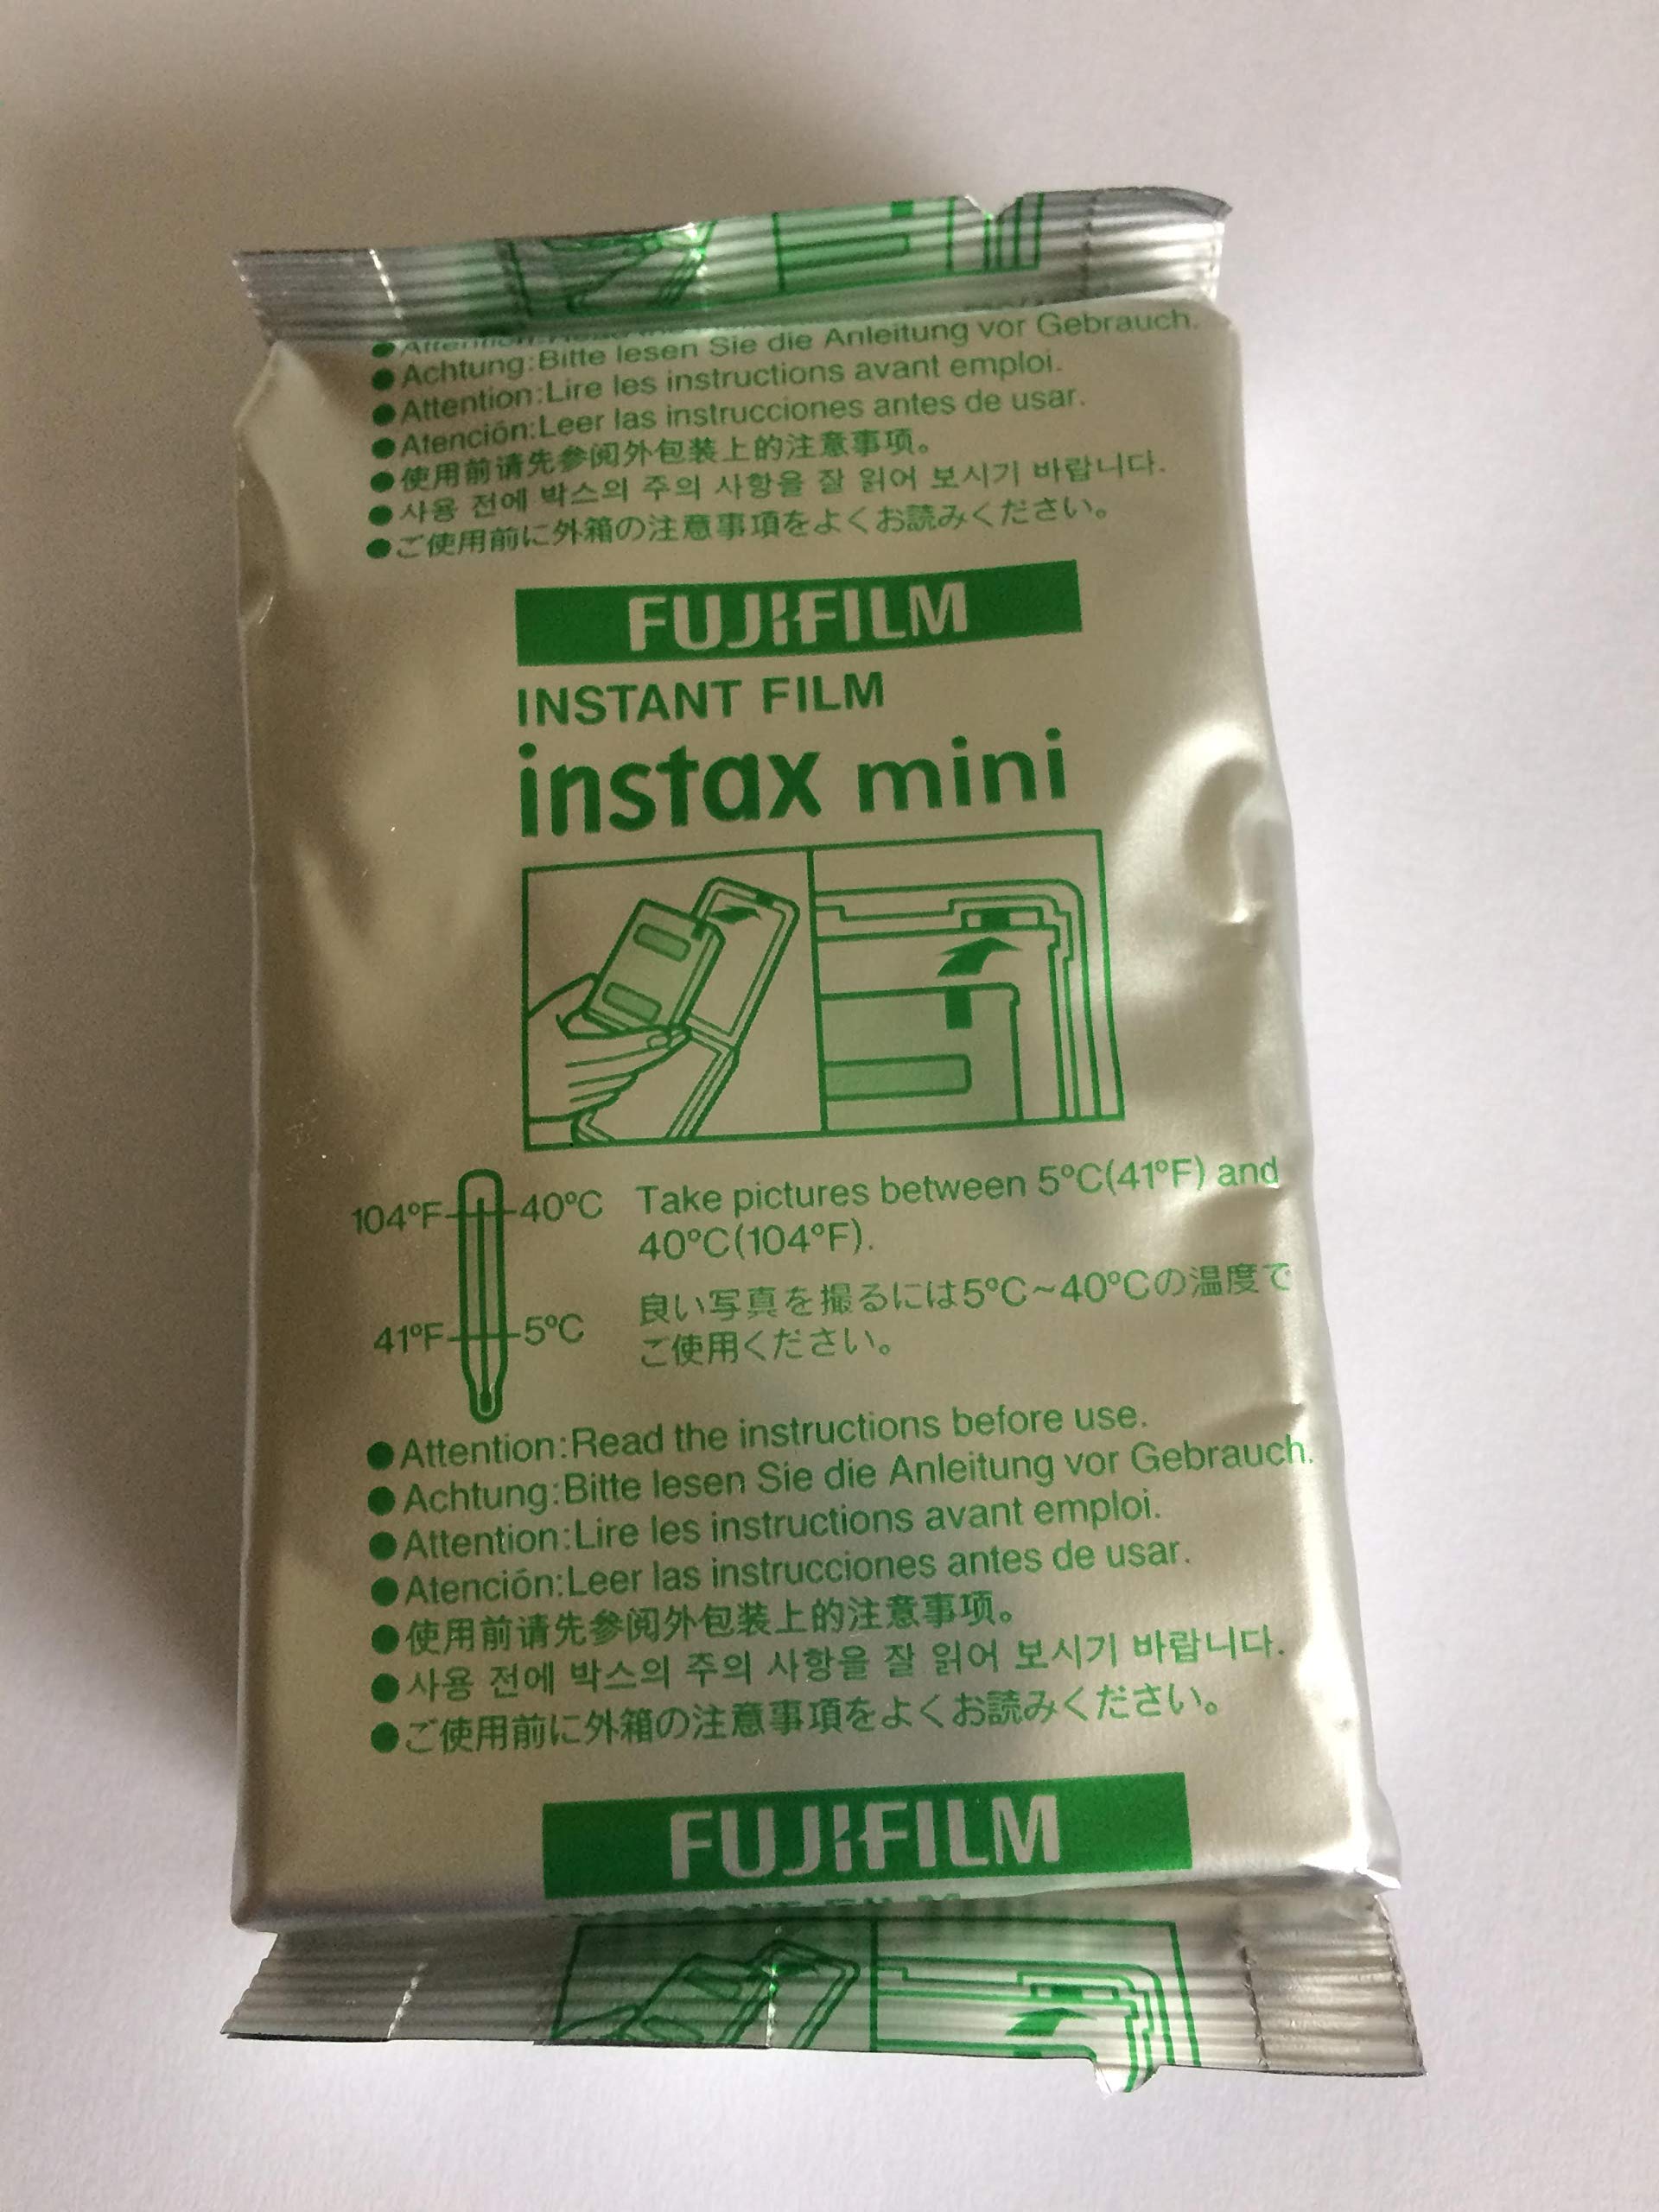 ●Achtung:Bitte lesen Sie die Anleitung vor Gebrauch.
●Attention:Lire les instructions avant emploi.
●Atención:Leer las instrucciones antes de usar.
●使用前请先参阅外包装上的注意事项。
●사용 전에 박스의 주의 사항을 잘 읽어 보시기 바랍니다.
●ご使用前に外箱の注意事項をよくお読みください。
FUJIFILM
INSTANT FILM
instax mini
104°F 40°C
41°F 5°C
Take pictures between 5°C(41°F) and
40°C(104°F).
良い写真を撮るには5°C~40°Cの温度で
ご使用ください。
●Attention:Read the instructions before use.
●Achtung:Bitte lesen Sie die Anleitung vor Gebrauch.
●Attention:Lire les instructions avant emploi.
●Atención:Leer las instrucciones antes de usar.
●使用前请先参阅外包装上的注意事项。
●사용 전에 박스의 주의 사항을 잘 읽어 보시기 바랍니다.
●ご使用前に外箱の注意事項をよくお読みください。
FUJIFILM